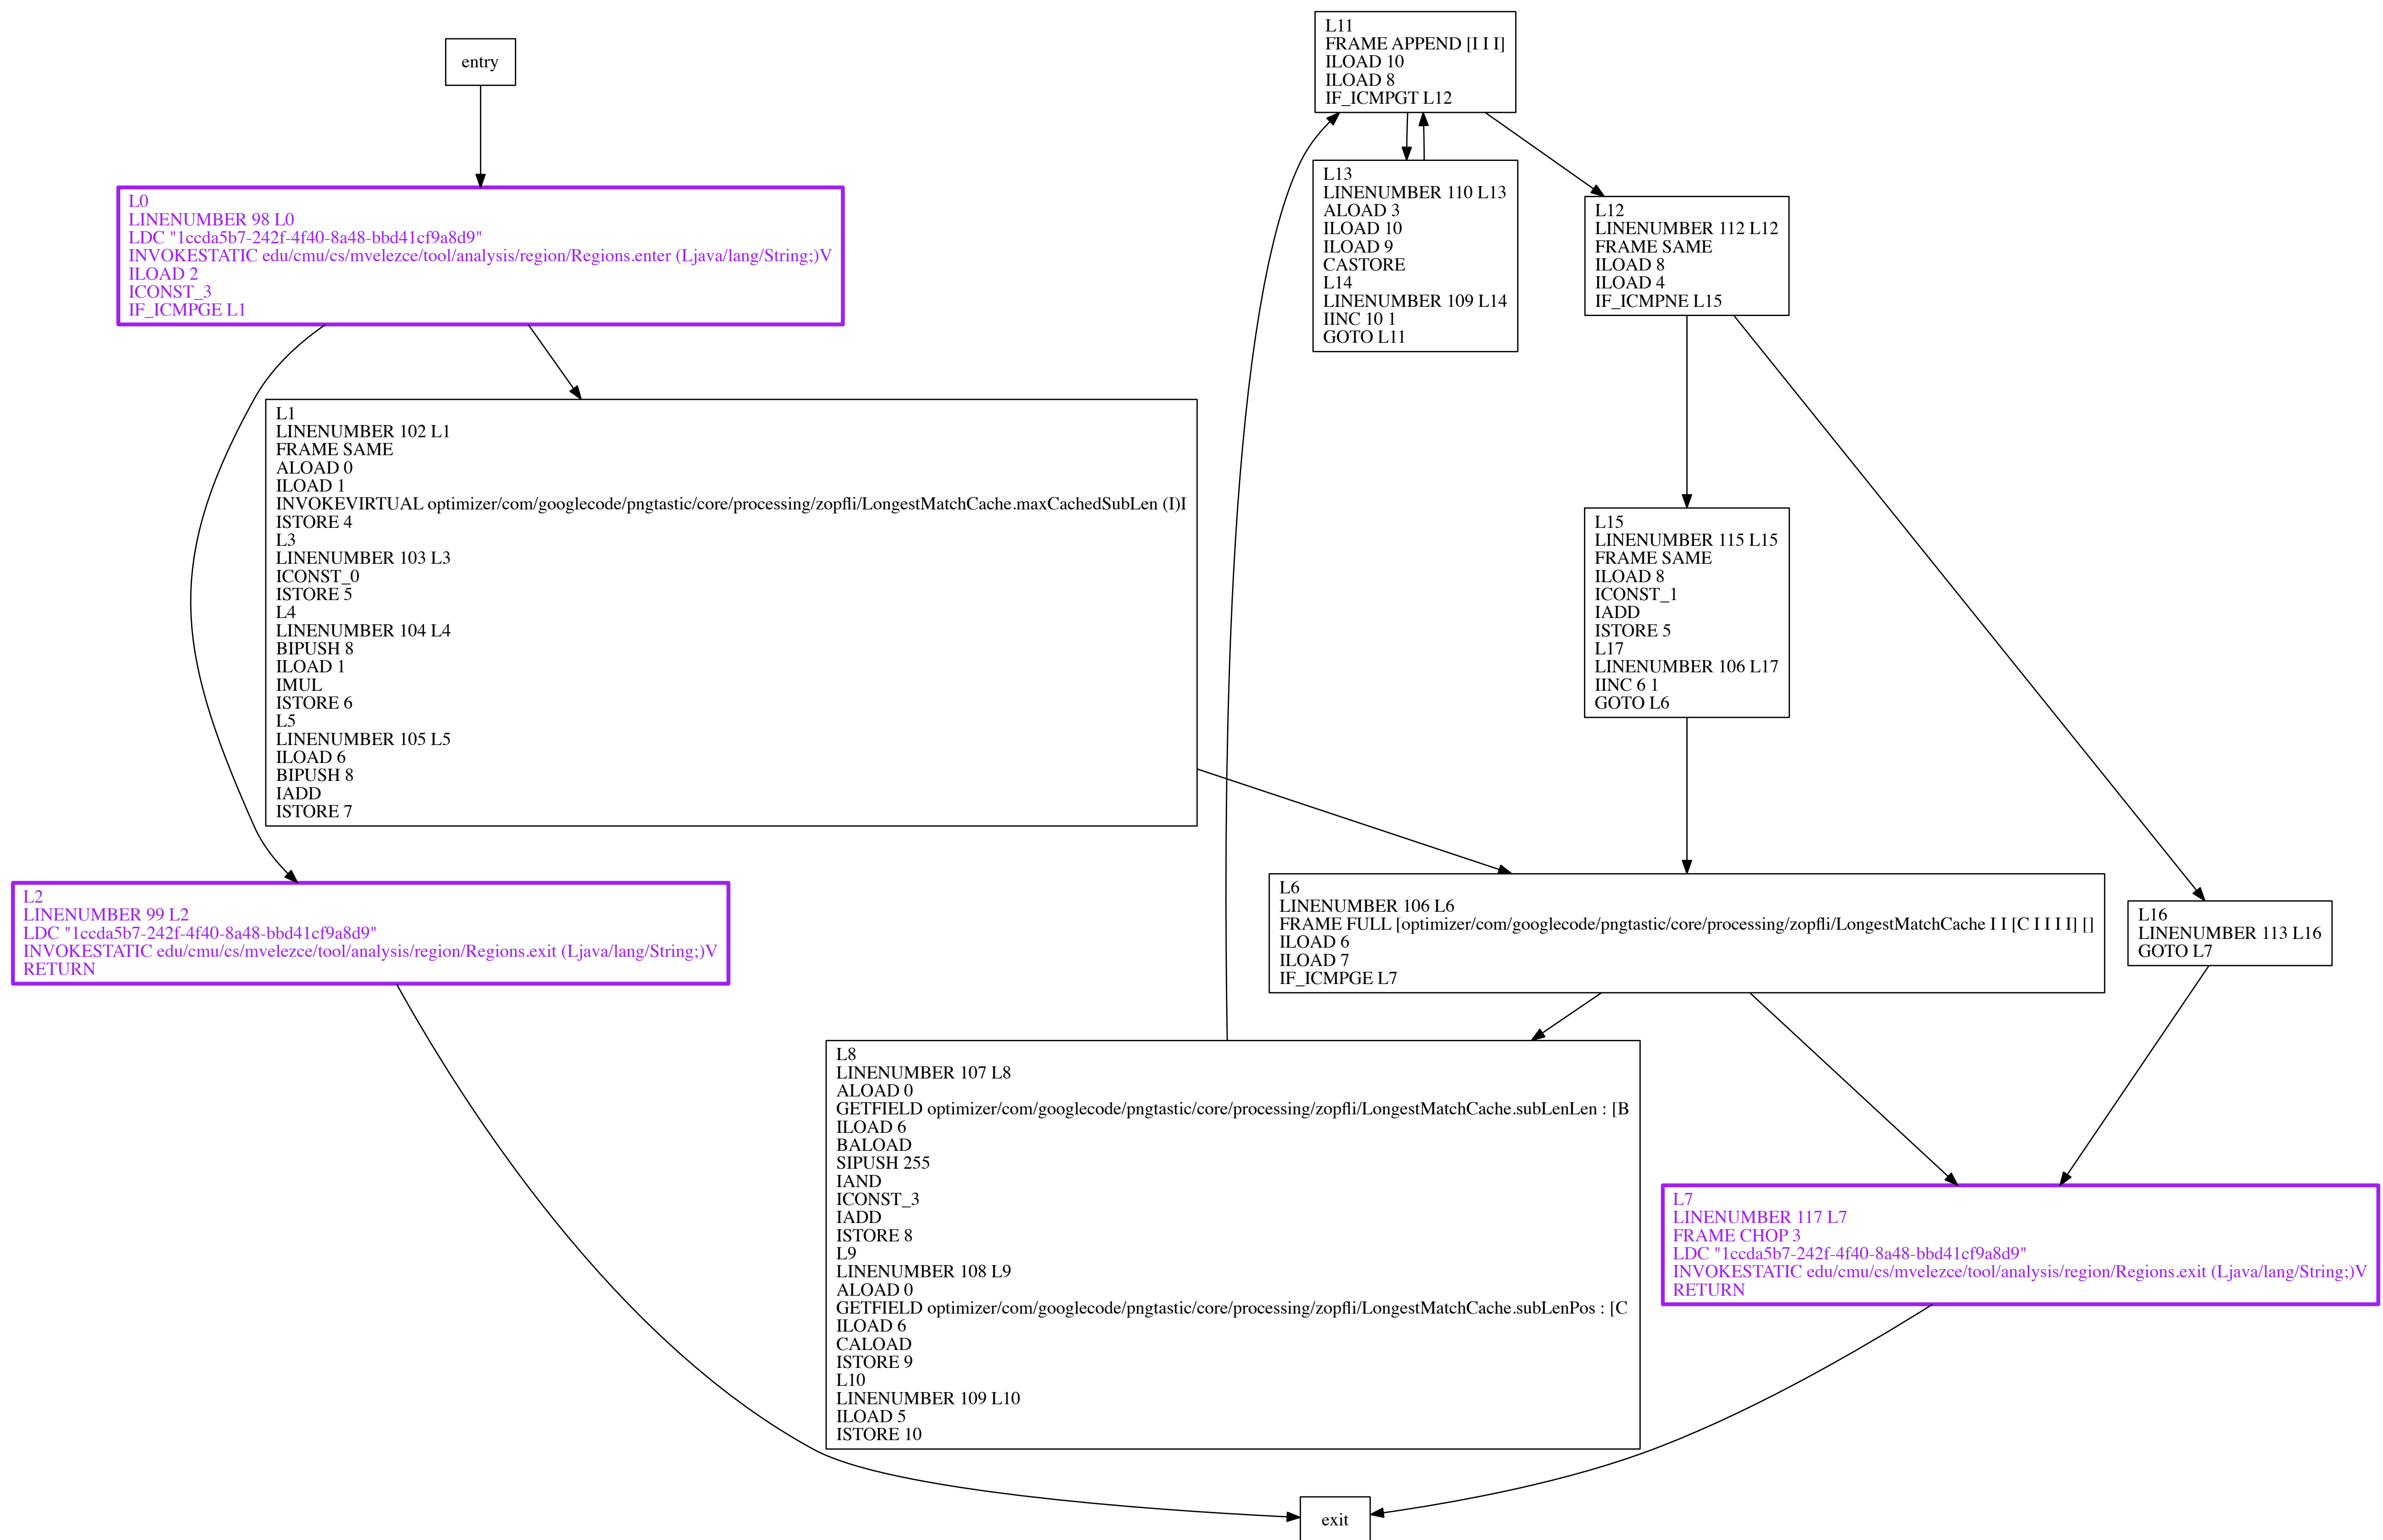 entry
L0
LINENUMBER 98 L0
LDC "1ccda5b7-242f-4f40-8a48-bbd41cf9a8d9"
INVOKESTATIC edu/cmu/cs/mvelezce/tool/analysis/region/Regions.enter (Ljava/lang/String;)V
ILOAD 2
ICONST_3
IF_ICMPGE L1
L1
LINENUMBER 102 L1
FRAME SAME
ALOAD 0
ILOAD 1
INVOKEVIRTUAL optimizer/com/googlecode/pngtastic/core/processing/zopfli/LongestMatchCache.maxCachedSubLen (I)I
ISTORE 4
L3
LINENUMBER 103 L3
ICONST_0
ISTORE 5
L4
LINENUMBER 104 L4
BIPUSH 8
ILOAD 1
IMUL
ISTORE 6
L5
LINENUMBER 105 L5
ILOAD 6
BIPUSH 8
IADD
ISTORE 7
L2
LINENUMBER 99 L2
LDC "1ccda5b7-242f-4f40-8a48-bbd41cf9a8d9"
INVOKESTATIC edu/cmu/cs/mvelezce/tool/analysis/region/Regions.exit (Ljava/lang/String;)V
RETURN
L11
FRAME APPEND [I I I]
ILOAD 10
ILOAD 8
IF_ICMPGT L12
L13
LINENUMBER 110 L13
ALOAD 3
ILOAD 10
ILOAD 9
CASTORE
L14
LINENUMBER 109 L14
IINC 10 1
GOTO L11
L12
LINENUMBER 112 L12
FRAME SAME
ILOAD 8
ILOAD 4
IF_ICMPNE L15
L15
LINENUMBER 115 L15
FRAME SAME
ILOAD 8
ICONST_1
IADD
ISTORE 5
L17
LINENUMBER 106 L17
IINC 6 1
GOTO L6
L6
LINENUMBER 106 L6
FRAME FULL [optimizer/com/googlecode/pngtastic/core/processing/zopfli/LongestMatchCache I I [C I I I I] []
ILOAD 6
ILOAD 7
IF_ICMPGE L7
L16
LINENUMBER 113 L16
GOTO L7
L8
LINENUMBER 107 L8
ALOAD 0
GETFIELD optimizer/com/googlecode/pngtastic/core/processing/zopfli/LongestMatchCache.subLenLen : [B
ILOAD 6
BALOAD
SIPUSH 255
IAND
ICONST_3
IADD
ISTORE 8
L9
LINENUMBER 108 L9
ALOAD 0
GETFIELD optimizer/com/googlecode/pngtastic/core/processing/zopfli/LongestMatchCache.subLenPos : [C
ILOAD 6
CALOAD
ISTORE 9
L10
LINENUMBER 109 L10
ILOAD 5
ISTORE 10
L7
LINENUMBER 117 L7
FRAME CHOP 3
LDC "1ccda5b7-242f-4f40-8a48-bbd41cf9a8d9"
INVOKESTATIC edu/cmu/cs/mvelezce/tool/analysis/region/Regions.exit (Ljava/lang/String;)V
RETURN
exit